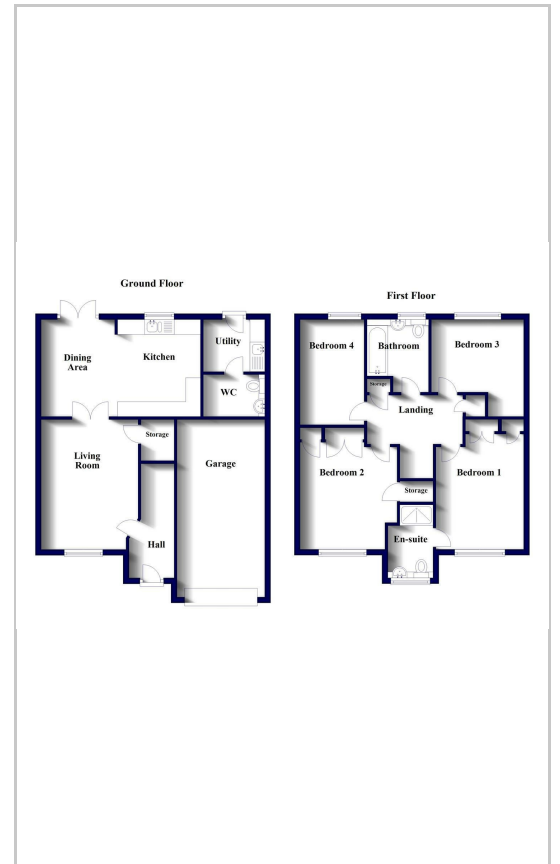 Ground Floor
Dining
Area
Kitchen
Utility
WC
Living
Room
Storage
Garage
Hall
First Floor
Bedroom 4
Bathroom
Bedroom 3
Storage
Landing
Bedroom 2
Bedroom 1
Storage
En-suite